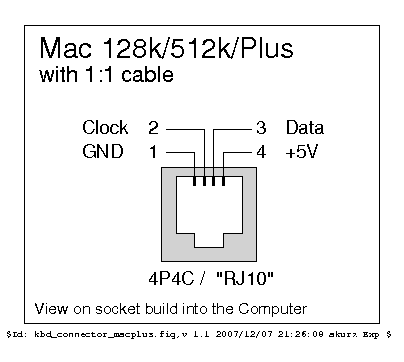 Mac 128k/512k/Plus
with 1:1 cable
Clock 2 3 Data
GND 1 4 +5V
4P4C / "RJ10"
View on socket build into the Computer
$Id: kbd_connector_macplus.fig,v 1.1 2007/12/07 21:26:08 akurz Exp $